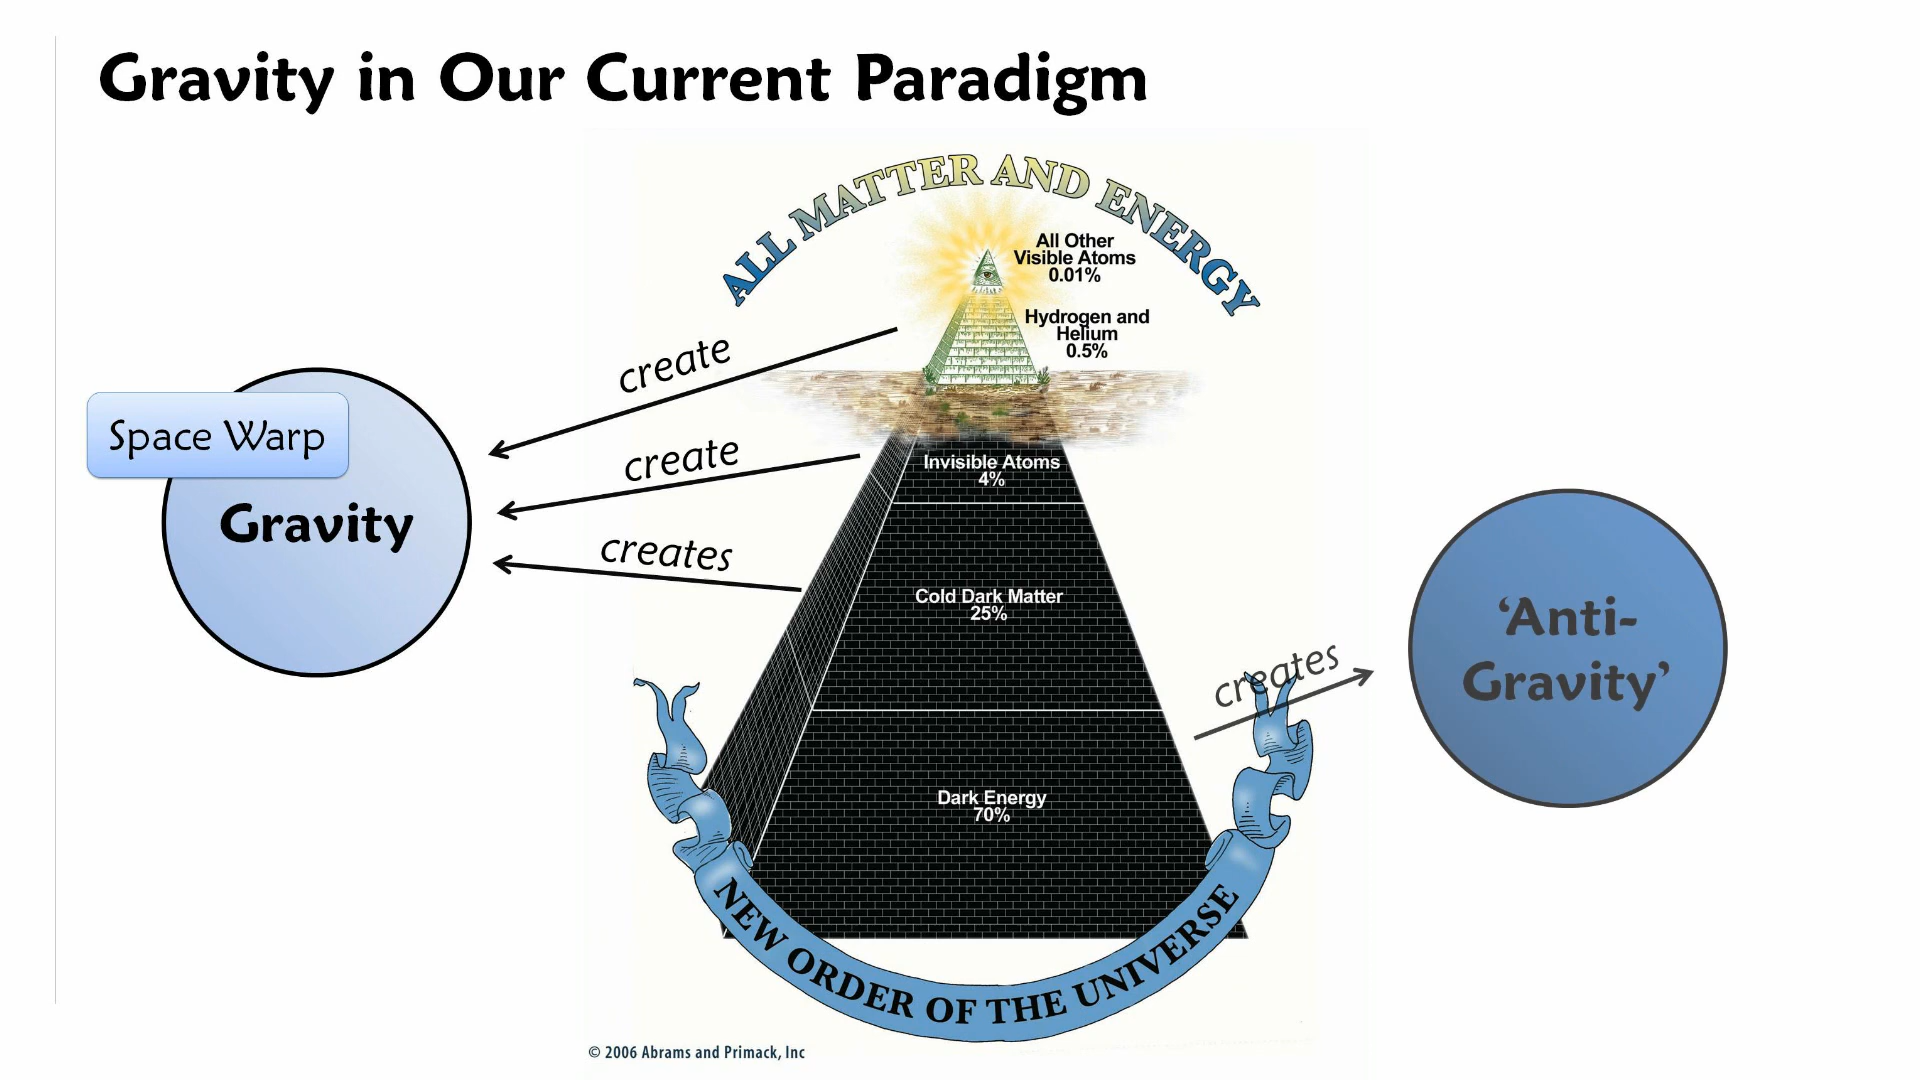 Gravity in Our Current Paradigm
ALL MATTER AND ENERGY
All Other
Visible Atoms
0.01%
Hydrogen and
Helium
0.5%
create
create
creates
Space Warp
Gravity
Invisible Atoms
4%
Cold Dark Matter
25%
creates
‘Anti-
Gravity’
Dark Energy
70%
NEW ORDER OF THE UNIVERSE
© 2006 Abrams and Primack, Inc